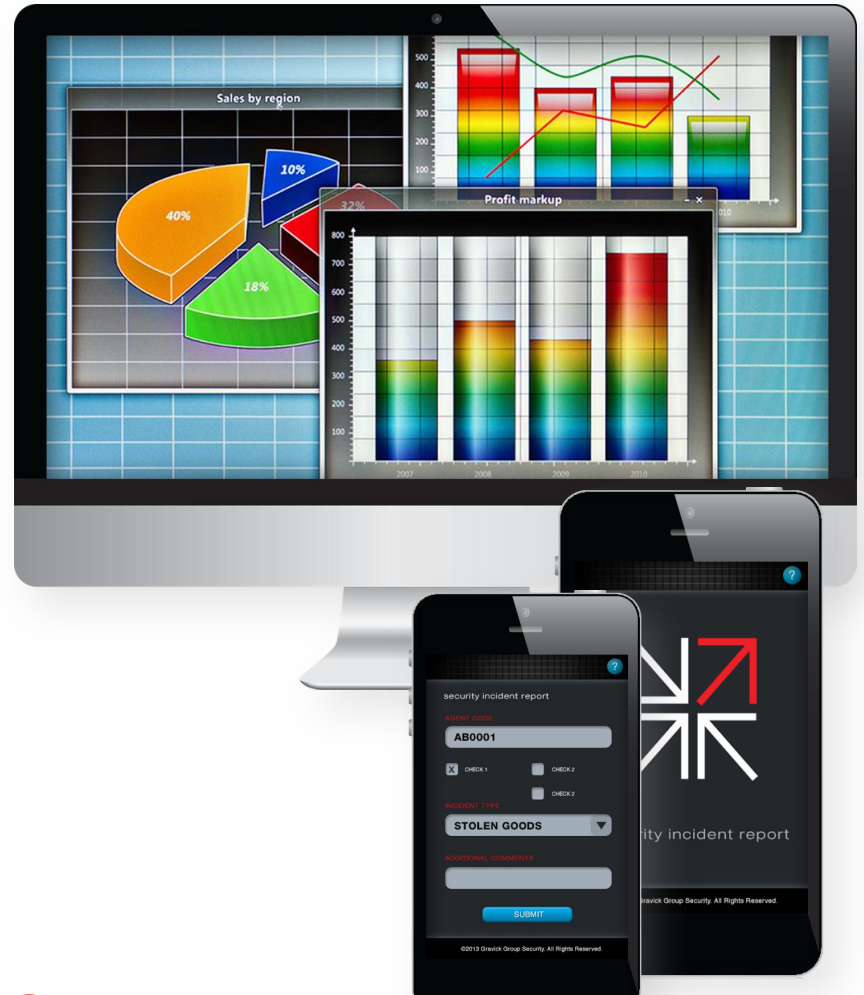 Sales by region
40%
10%
32%
18%
500
400
300
200
100
2010
Profit markup
800
700
600
500
400
300
200
100
2007
2008
2009
2010
?
ity incident report
Gravick Group Security. All Rights Reserved.
?
security incident report
AGENT CODE
AB0001
X CHECK 1
CHECK 2
CHECK 2
INCIDENT TYPE
STOLEN GOODS
ADDITIONAL COMMENTS
SUBMIT
©2013 Gravick Group Security. All Rights Reserved.